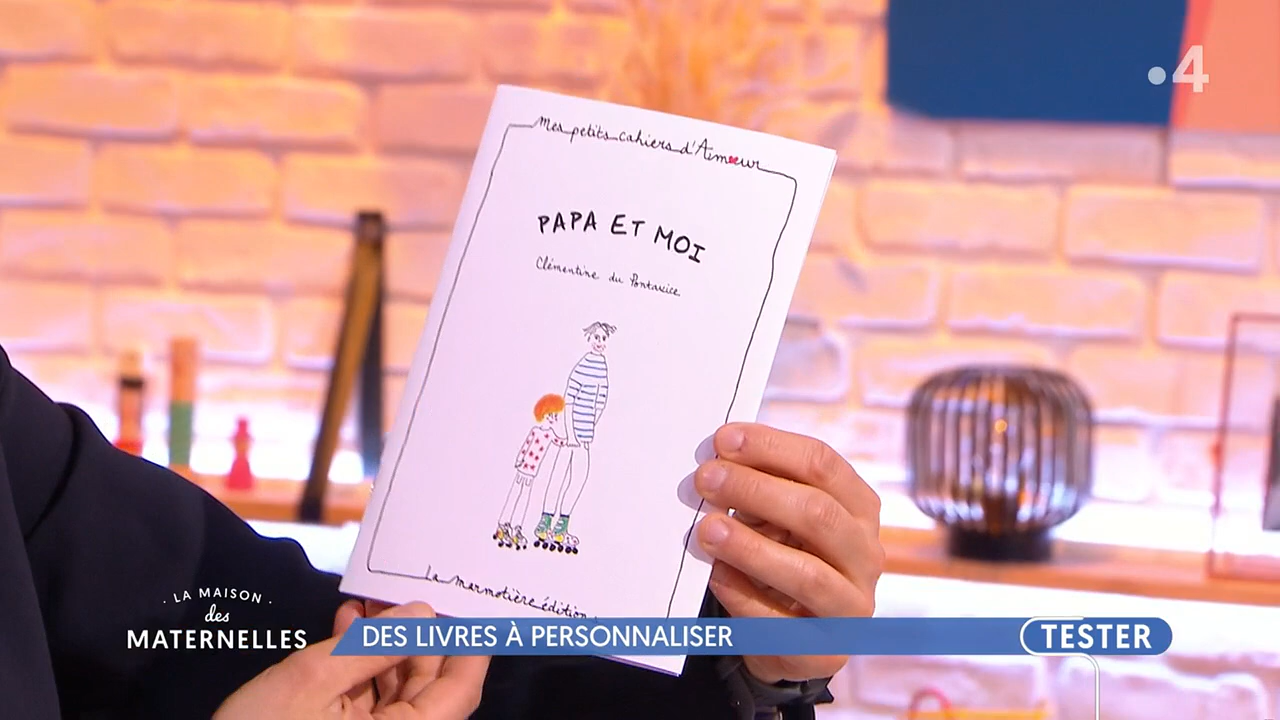 4
Mes petits cahiers d'Aimœur
PAPA ET MOI
Clémentine du Pontavice
La marmotière éditions
· LA MAISON ·
des
MATERNELLES
DES LIVRES À PERSONNALISER
TESTER